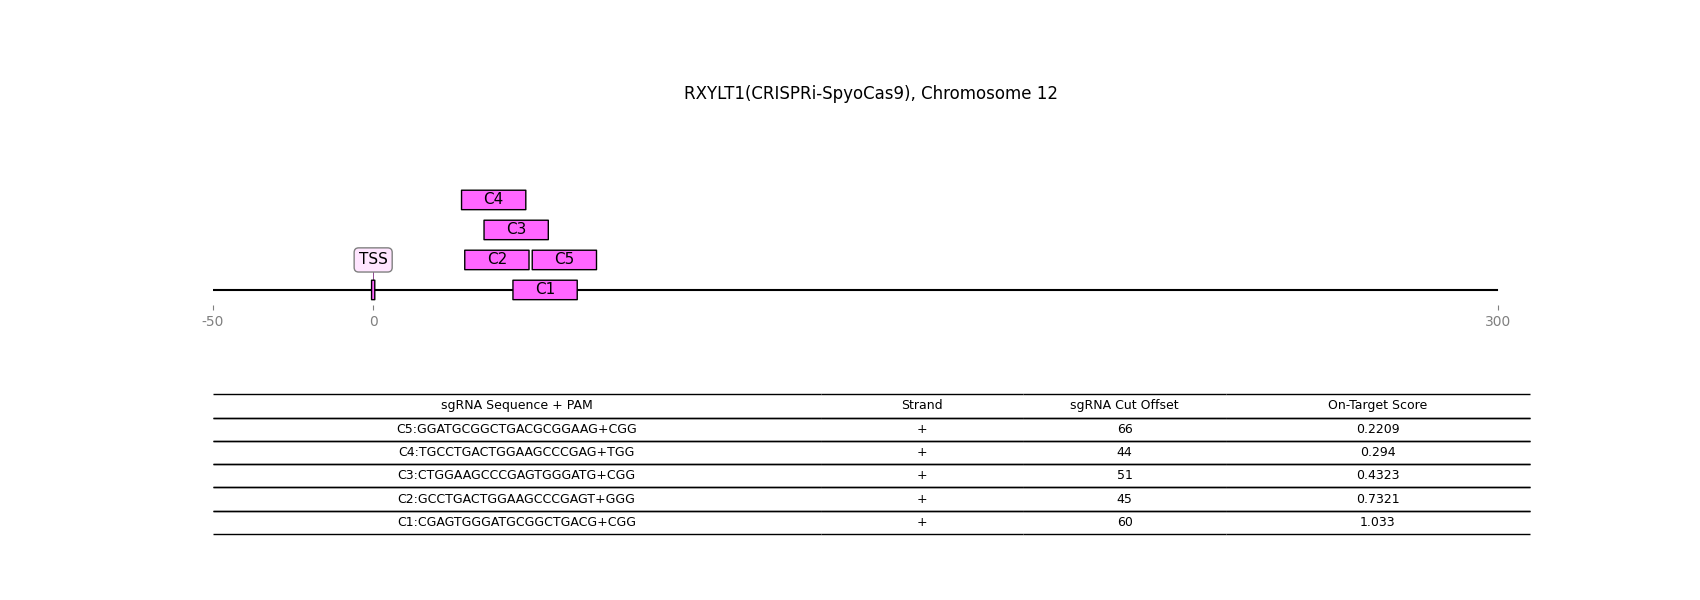 RXYLT1(CRISPRi-SpyoCas9), Chromosome 12
C4
C3
TSS C2 C5
C1
-50 0 300
sgRNA Sequence + PAM Strand sgRNA Cut Offset On-Target Score
C5:GGATGCGGCTGACGCGGAAG+CGG + 66 0.2209
C4:TGCCTGACTGGAAGCCCGAG+TGG + 44 0.294
C3:CTGGAAGCCCGAGTGGGATG+CGG + 51 0.4323
C2:GCCTGACTGGAAGCCCGAGT+GGG + 45 0.7321
C1:CGAGTGGGATGCGGCTGACG+CGG + 60 1.033